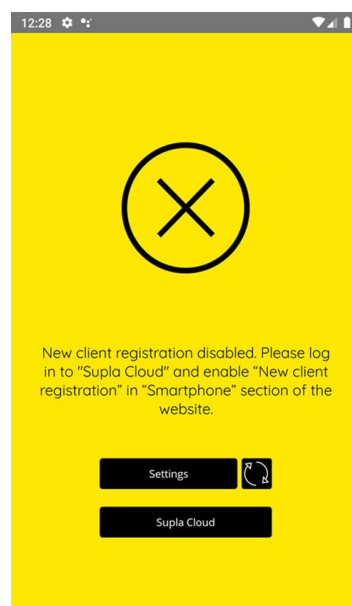 12:28
New client registration disabled. Please log
in to "Supla Cloud" and enable “New client
registration” in “Smartphone” section of the
website.
Settings
Supla Cloud